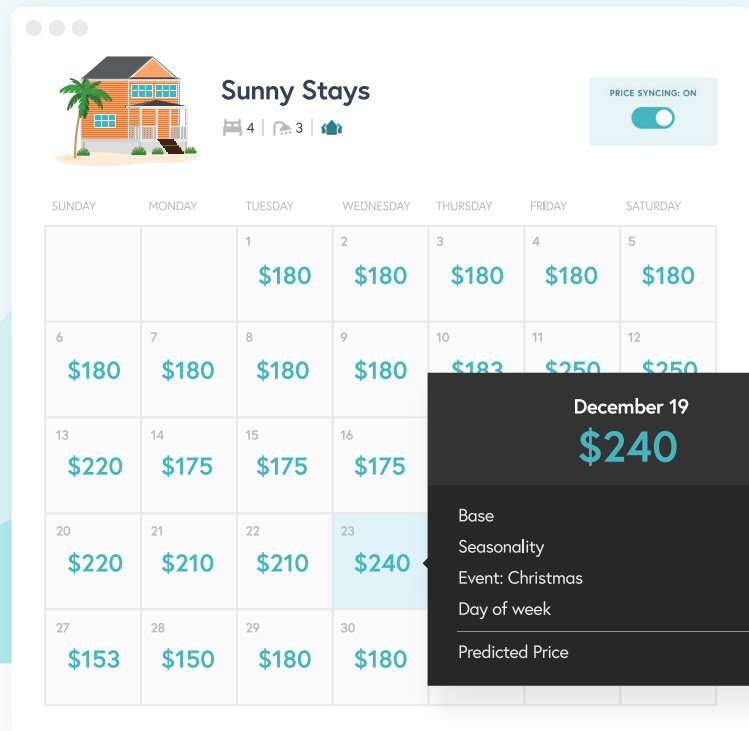 Sunny Stays
4 3
PRICE SYNCING: ON
SUNDAY MONDAY TUESDAY WEDNESDAY THURSDAY FRIDAY SATURDAY
1 2 3 4 5
$180 $180 $180 $180 $180
6 7 8 9 10 11 12
$180 $180 $180 $180 $183 $250 $250
December 19
$240
13 14 15 16
$220 $175 $175 $175
Base
Seasonality
Event: Christmas
Day of week
Predicted Price
20 21 22 23
$220 $210 $210 $240
27 28 29 30
$153 $150 $180 $180